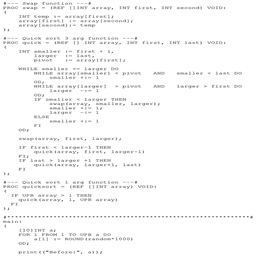 #--- Swap function ---#
PROC swap = (REF []INT array, INT first, INT second) VOID:
(
INT temp := array[first];
array[first] := array[second];
array[second]:= temp
);
#--- Quick sort 3 arg function ---#
PROC quick = (REF [] INT array, INT first, INT last) VOID:
(
INT smaller := first + 1,
larger := last,
pivot := array[first];
WHILE smaller <= larger DO
WHILE array[smaller] < pivot AND smaller < last DO
smaller +:= 1
OD;
WHILE array[larger] > pivot AND larger > first DO
larger -:= 1
OD;
IF smaller < larger THEN
swap(array, smaller, larger);
smaller +:= 1;
larger -:= 1
ELSE
smaller +:= 1
FI
OD;
swap(array, first, larger);
IF first < larger-1 THEN
quick(array, first, larger-1)
FI;
IF last > larger +1 THEN
quick(array, larger+1, last)
FI
);
#--- Quick sort 1 arg function ---#
PROC quicksort = (REF []INT array) VOID:
(
IF UPB array > 1 THEN
quick(array, 1, UPB array)
FI
);
#***************************************************#
main:
(
[10]INT a;
FOR i FROM 1 TO UPB a DO
a[i] := ROUND(random*1000)
OD;
print(("Before:", a));